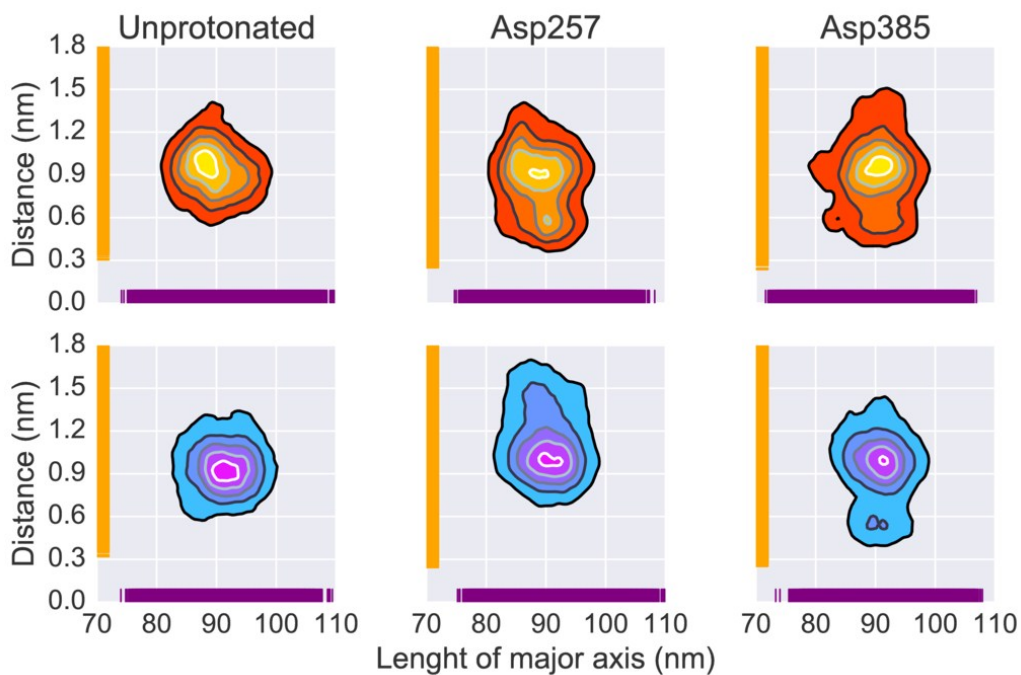 Unprotonated Asp257 Asp385
Distance (nm)
1.8
1.5
1.2
0.9
0.6
0.3
0.0
Distance (nm)
1.8
1.5
1.2
0.9
0.6
0.3
0.0
70 80 90 100 110 80 90 100 110 70 80 90 100 110
Lenght of major axis (nm)